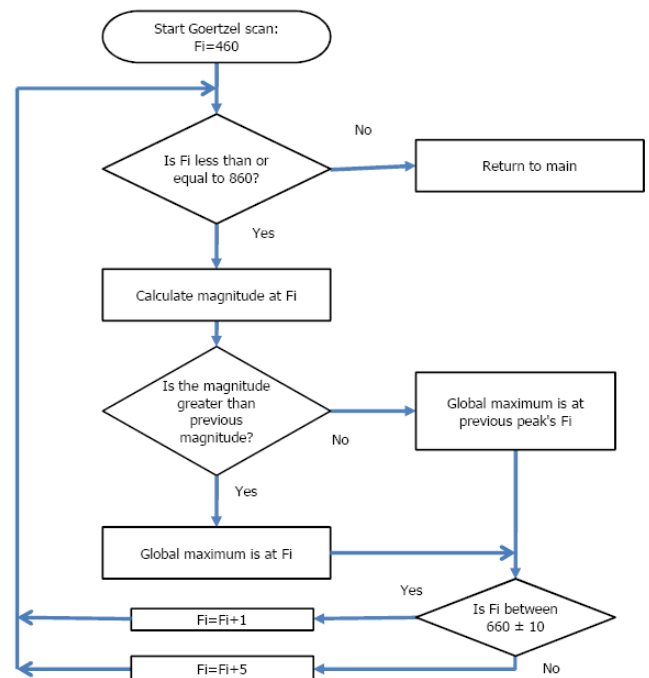 Start Goertzel scan:
Fi=460
No
Is Fi less than or
equal to 860?
Return to main
Yes
Calculate magnitude at Fi
Is the magnitude
greater than
previous
magnitude?
No
Global maximum is at
previous peak's Fi
Yes
Global maximum is at Fi
Yes
Is Fi between
660 ± 10
Fi=Fi+1
No
Fi=Fi+5